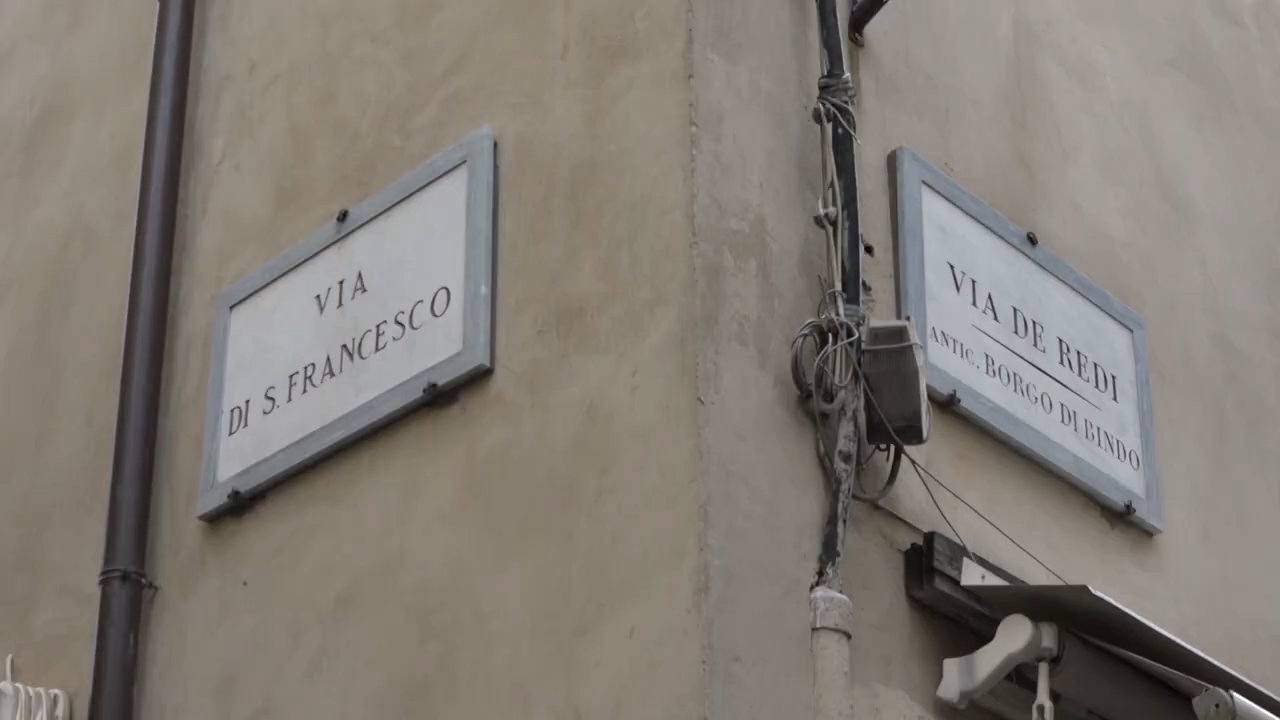 VIA
DI S. FRANCESCO
VIA DE REDI
ANTIC. BORGO DI BINDO